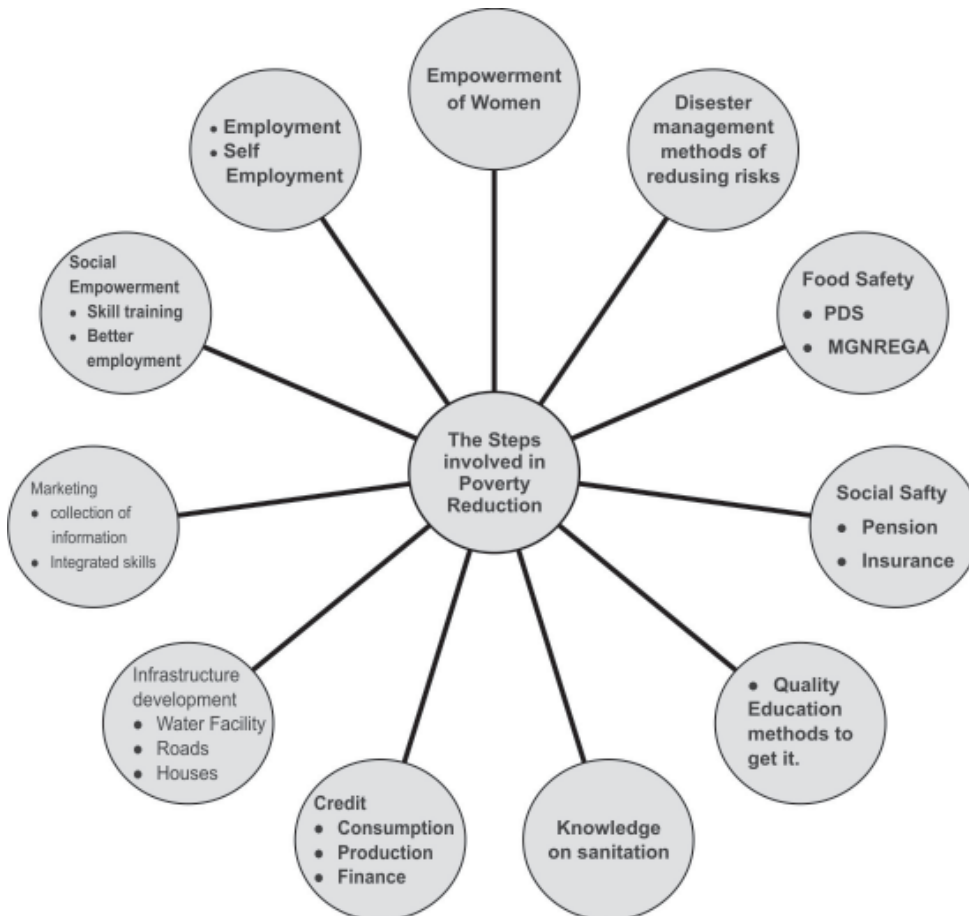 Empowerment
of Women
Disester
management
methods of
redusing risks
Food Safety
● PDS
● MGNREGA
Social Safty
● Pension
● Insurance
● Quality
Education
methods to
get it.
Knowledge
on sanitation
Credit
● Consumption
● Production
● Finance
Infrastructure
development
● Water Facility
● Roads
● Houses
Marketing
● collection of
information
● Integrated skills
Social
Empowerment
● Skill training
● Better
employment
● Employment
● Self
Employment
The Steps
involved in
Poverty
Reduction